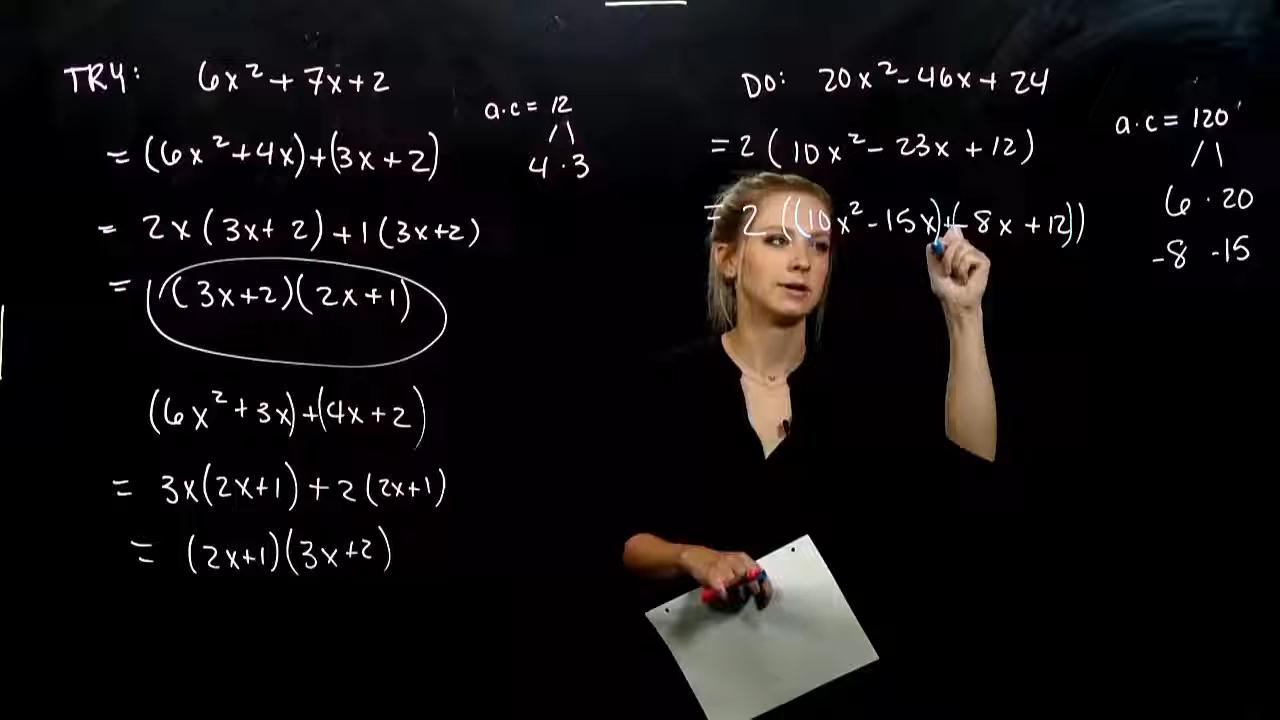 TRY: 6x² + 7x + 2
= (6x² + 4x) + (3x + 2)
= 2x (3x + 2) + 1 (3x+2)
= (3x+2)(2x+1)
(6x² + 3x) + (4x + 2)
= 3x(2x+1) + 2(2x+1)
= (2x+1)(3x+2)
a·c = 12
4 · 3
DO: 20x² - 46x + 24
= 2 (10x² - 23x + 12)
= 2 ((10x² - 15x) + (-8x + 12))
a·c = 120
6 · 20
-8 -15